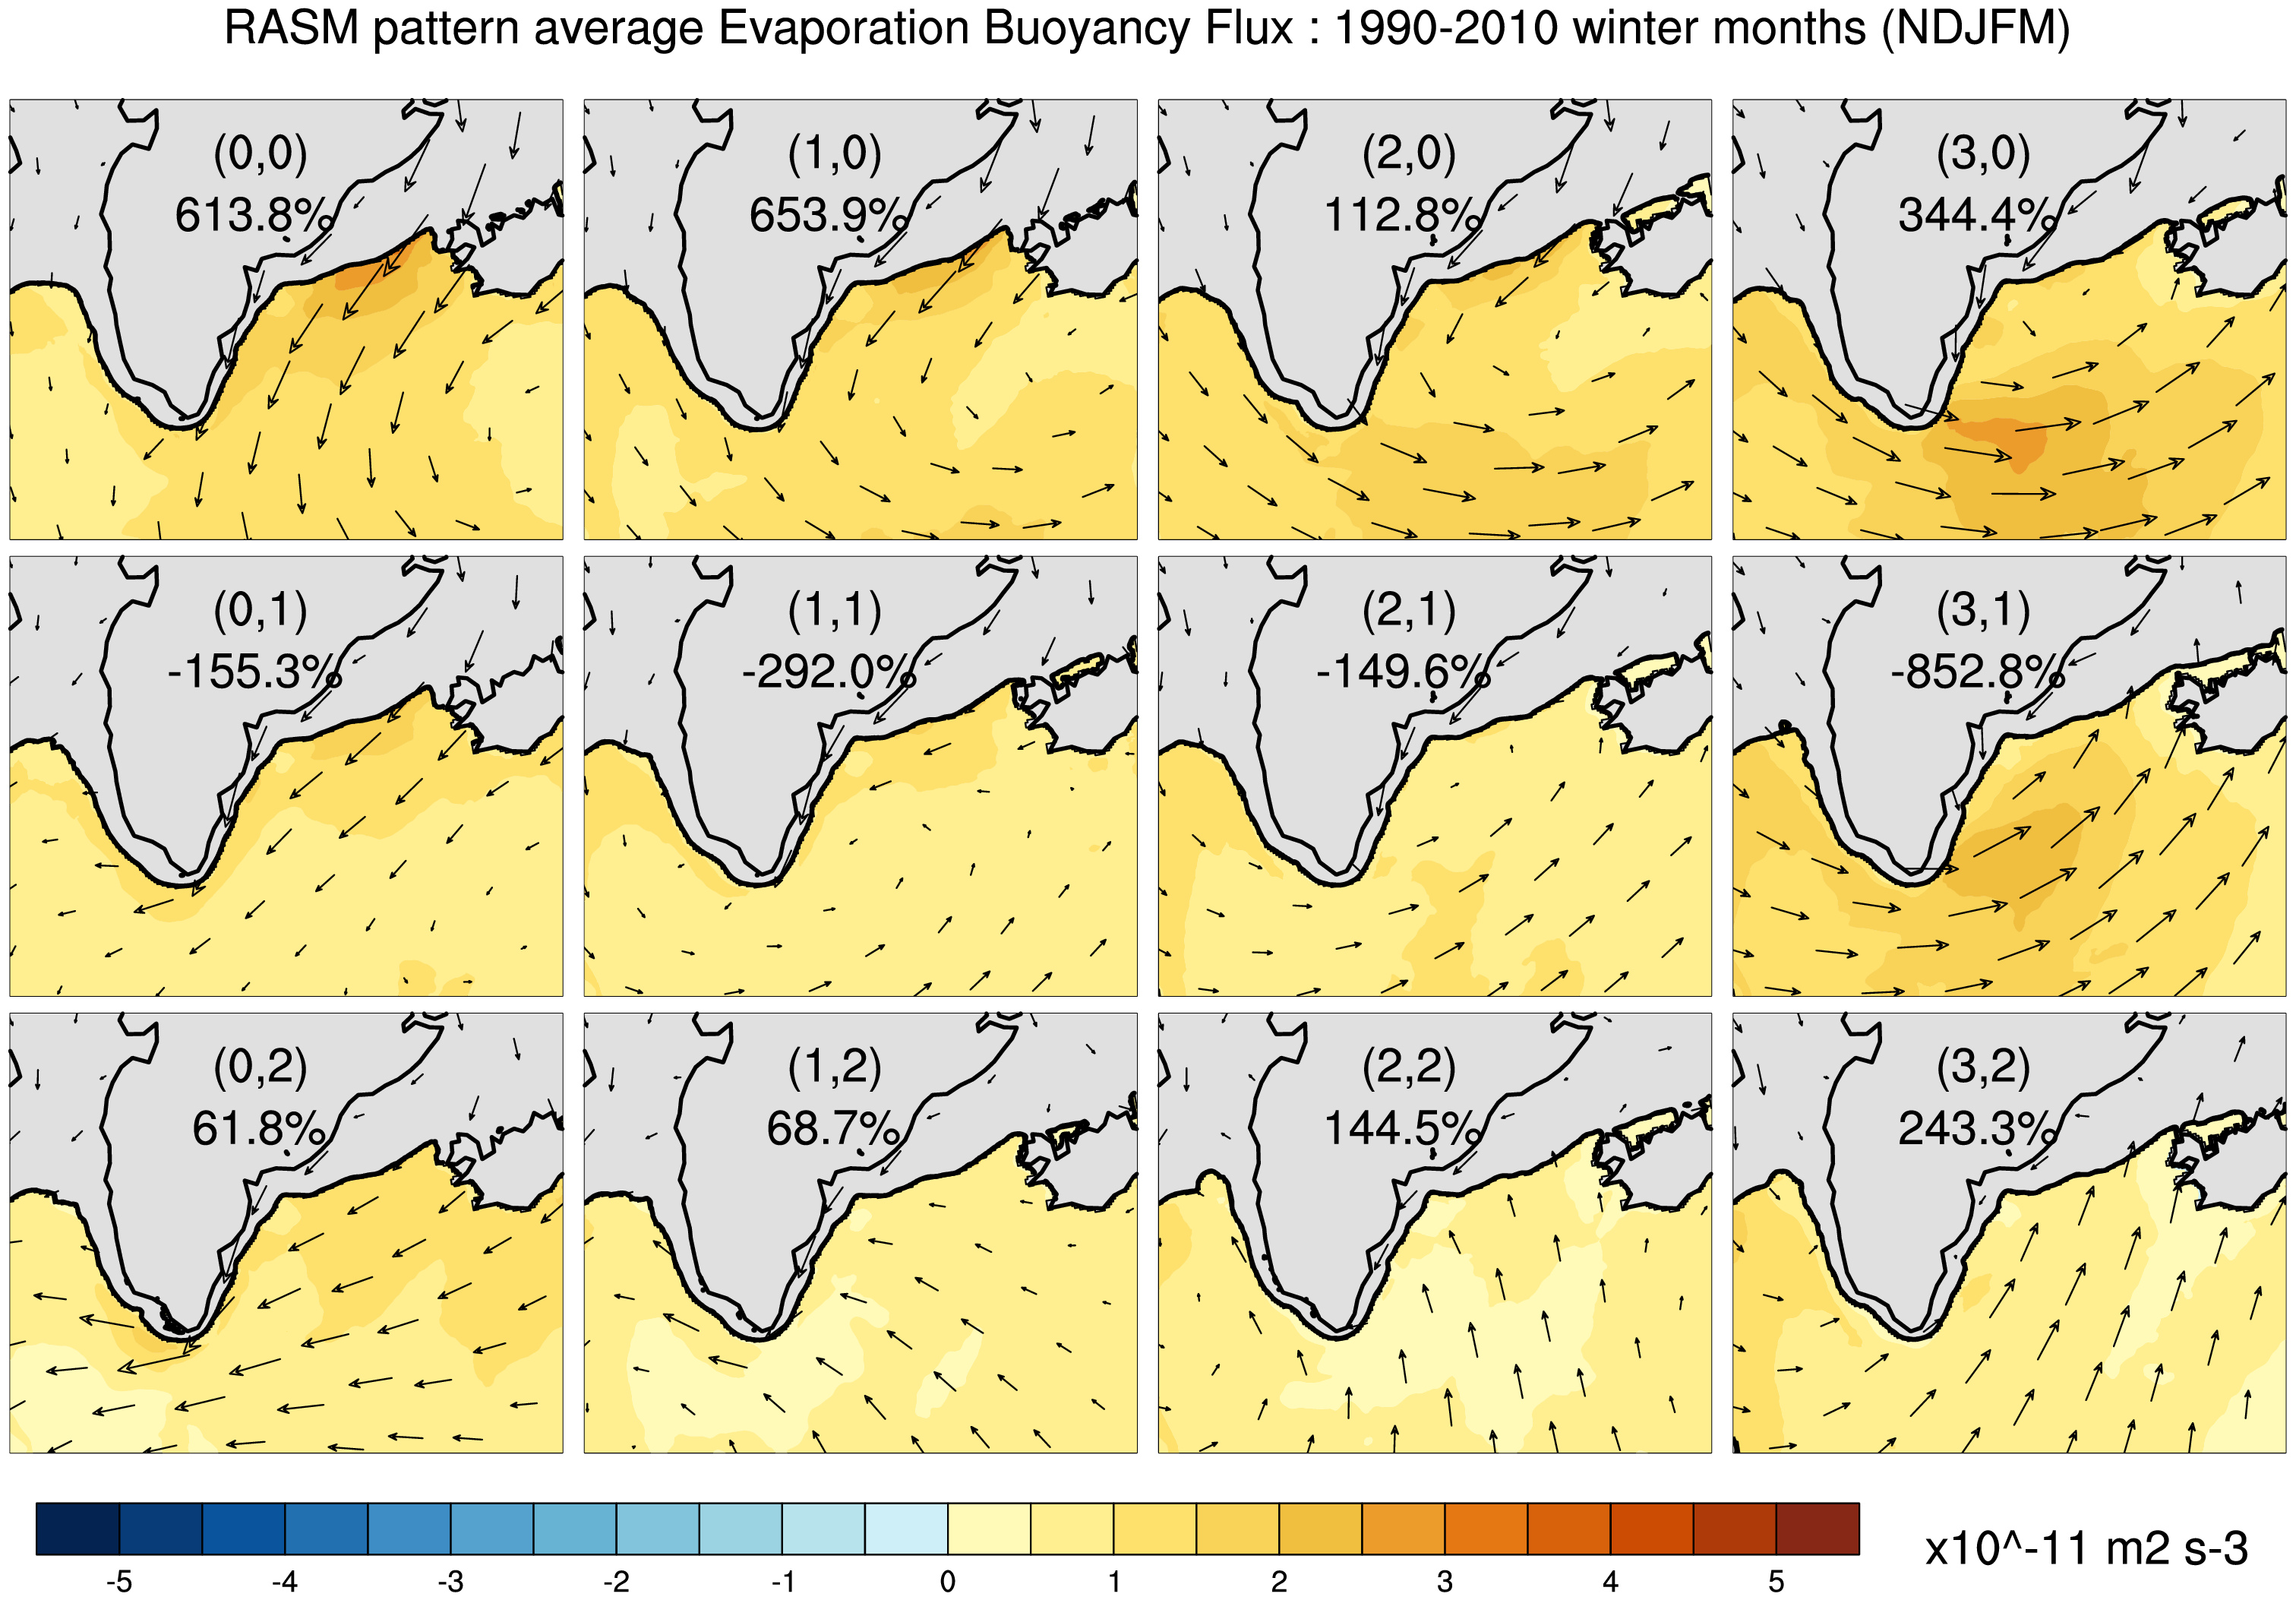 RASM pattern average Evaporation Buoyancy Flux : 1990-2010 winter months (NDJFM)
(0,0) (1,0) (2,0) (3,0)
613.8% 653.9% 112.8% 344.4%
(0,1) (1,1) (2,1) (3,1)
-155.3% -292.0% -149.6% -852.8%
(0,2) (1,2) (2,2) (3,2)
61.8% 68.7% 144.5% 243.3%
x10^-11 m2 s-3
-5 -4 -3 -2 -1 0 1 2 3 4 5